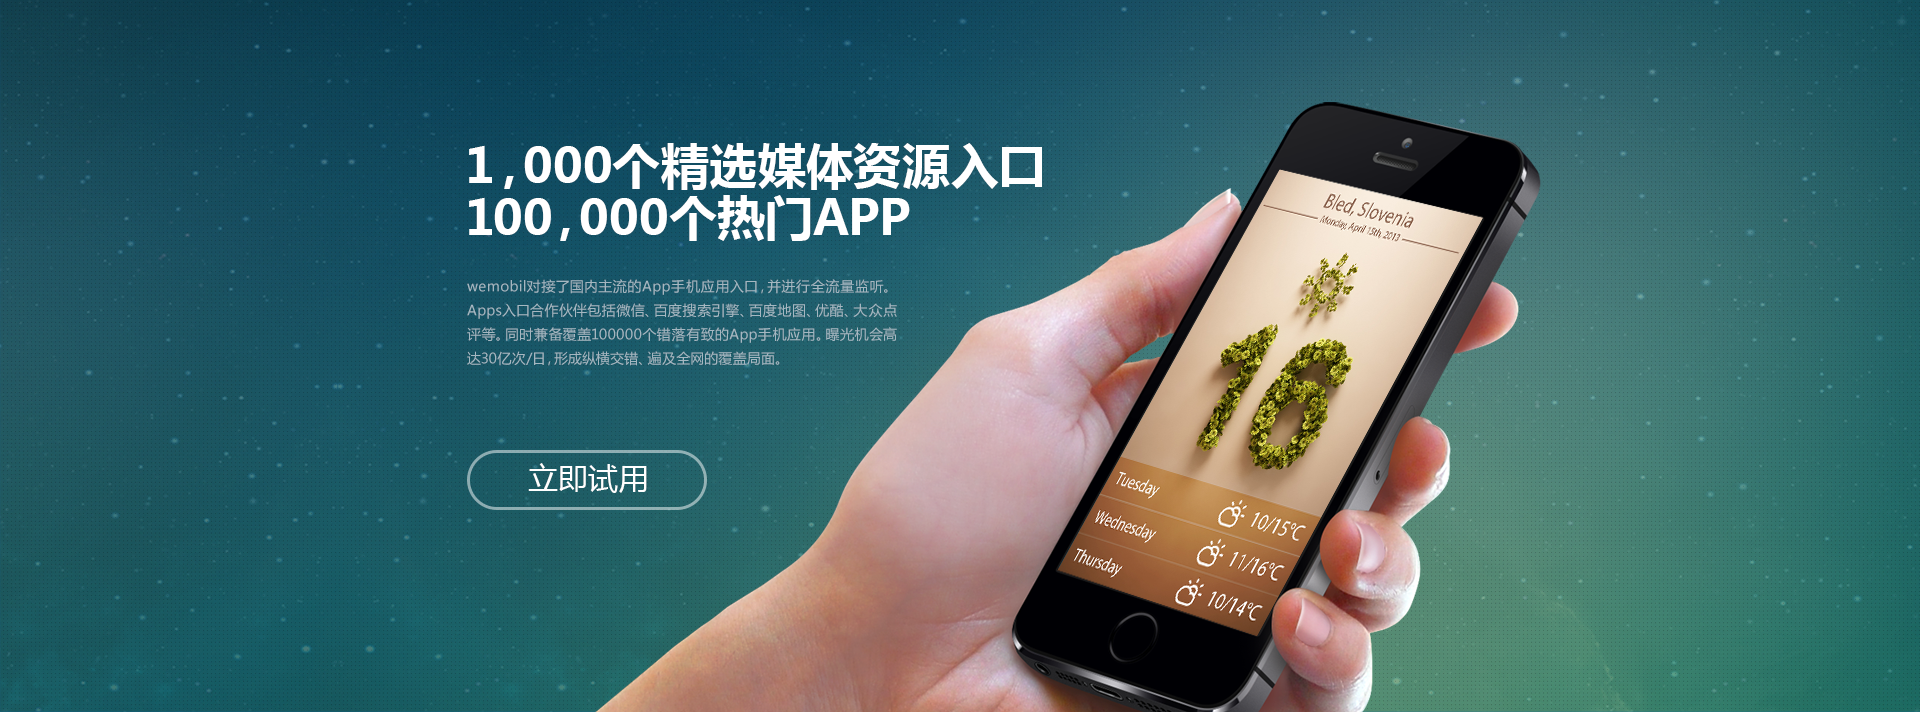 1,000个精选媒体资源入口
100,000个热门APP
wemobil对接了国内主流的App手机应用入口,并进行全流量监听。
Apps入口合作伙伴包括微信、百度搜索引擎、百度地图、优酷、大众点
评等。同时兼备覆盖100000个错落有致的App手机应用。曝光机会高
达30亿次/日,形成纵横交错、遍及全网的覆盖局面。
立即试用
Bled, Slovenia
Monday, April 15th, 2013
16
Tuesday 10/15°C
Wednesday 11/16°C
Thursday 10/14°C